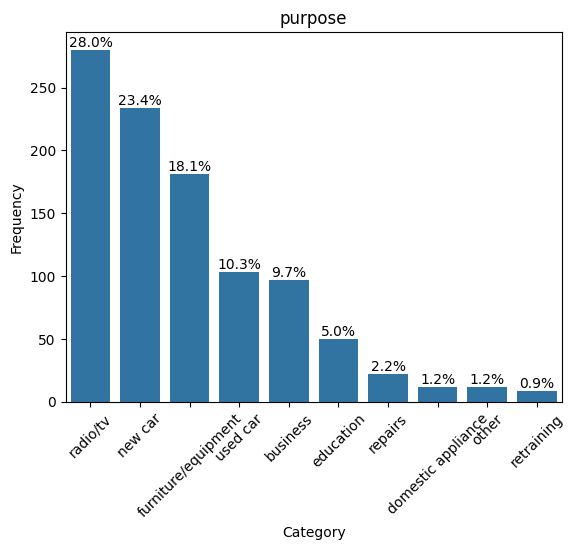 purpose
28.0%
23.4%
18.1%
10.3%
9.7%
5.0%
2.2%
1.2%
1.2%
0.9%
Frequency
250
200
150
100
50
0
radio/tv
new car
furniture/equipment
used car
business
education
repairs
domestic appliance
other
retraining
Category